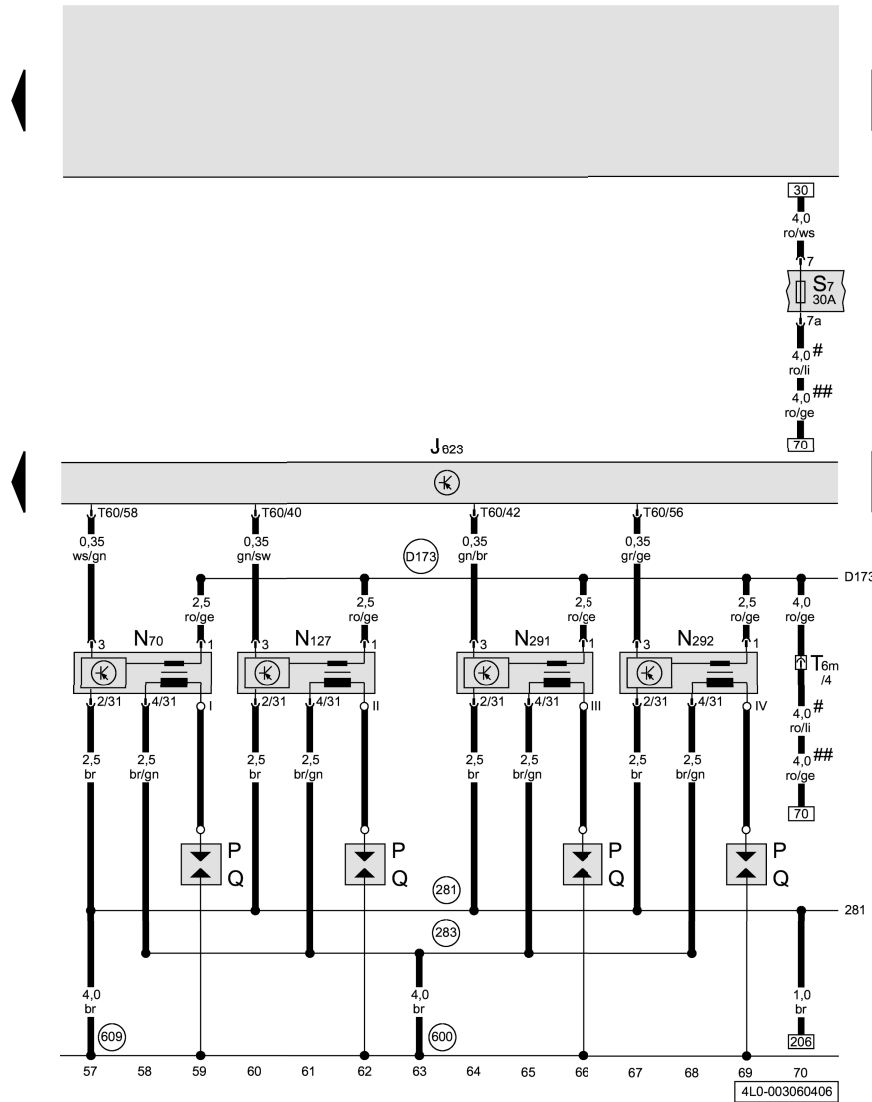 30
4,0
ro/ws
7
S7
30A
7a
4,0 #
ro/li
4,0 ##
ro/ge
70
J623
T60/58 T60/40 T60/42 T60/56
0,35 0,35 0,35 0,35
ws/gn gn/sw gn/br gr/ge
D173
D173
2,5 2,5 2,5 2,5 4,0
ro/ge ro/ge ro/ge ro/ge ro/ge
3 N70 1 3 N127 1 3 N291 1 3 N292 1
T6m
/4
2/31 4/31 I 2/31 4/31 II 2/31 4/31 III 2/31 4/31 IV
4,0 #
ro/li
2,5 2,5 2,5 2,5 2,5 2,5 2,5 2,5
br br/gn br br/gn br br/gn br br/gn
4,0 ##
ro/ge
70
P P P P
Q Q Q Q
281
281
283
4,0 4,0 1,0
br br br
609 600 206
57 58 59 60 61 62 63 64 65 66 67 68 69 70
4L0-003060406